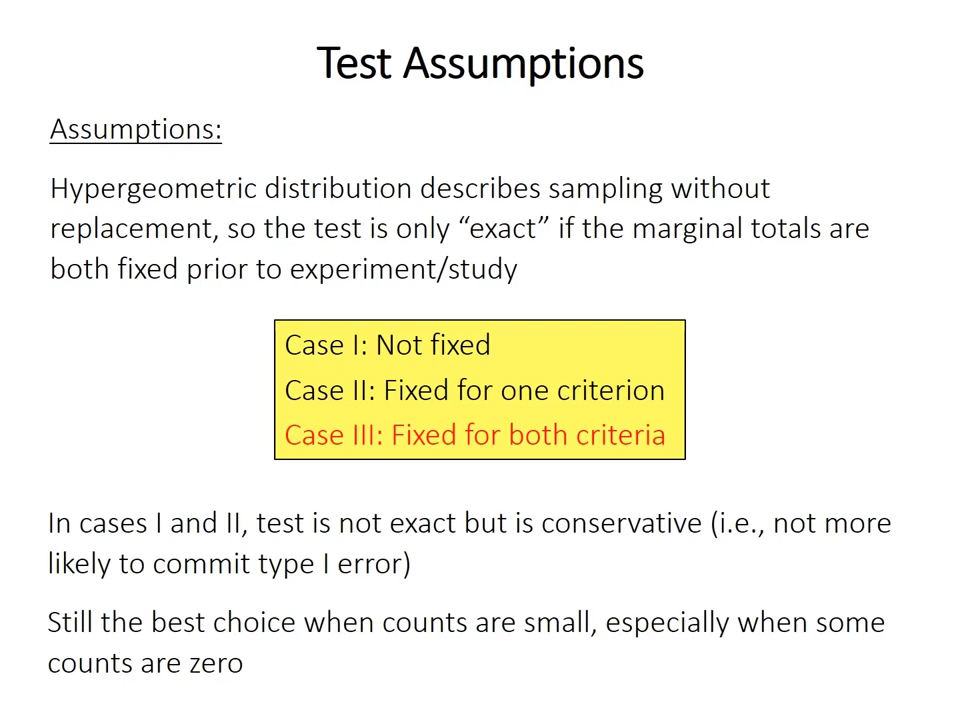 Test Assumptions
Assumptions:
Hypergeometric distribution describes sampling without
replacement, so the test is only “exact” if the marginal totals are
both fixed prior to experiment/study
Case I: Not fixed
Case II: Fixed for one criterion
Case III: Fixed for both criteria
In cases I and II, test is not exact but is conservative (i.e., not more
likely to commit type I error)
Still the best choice when counts are small, especially when some
counts are zero